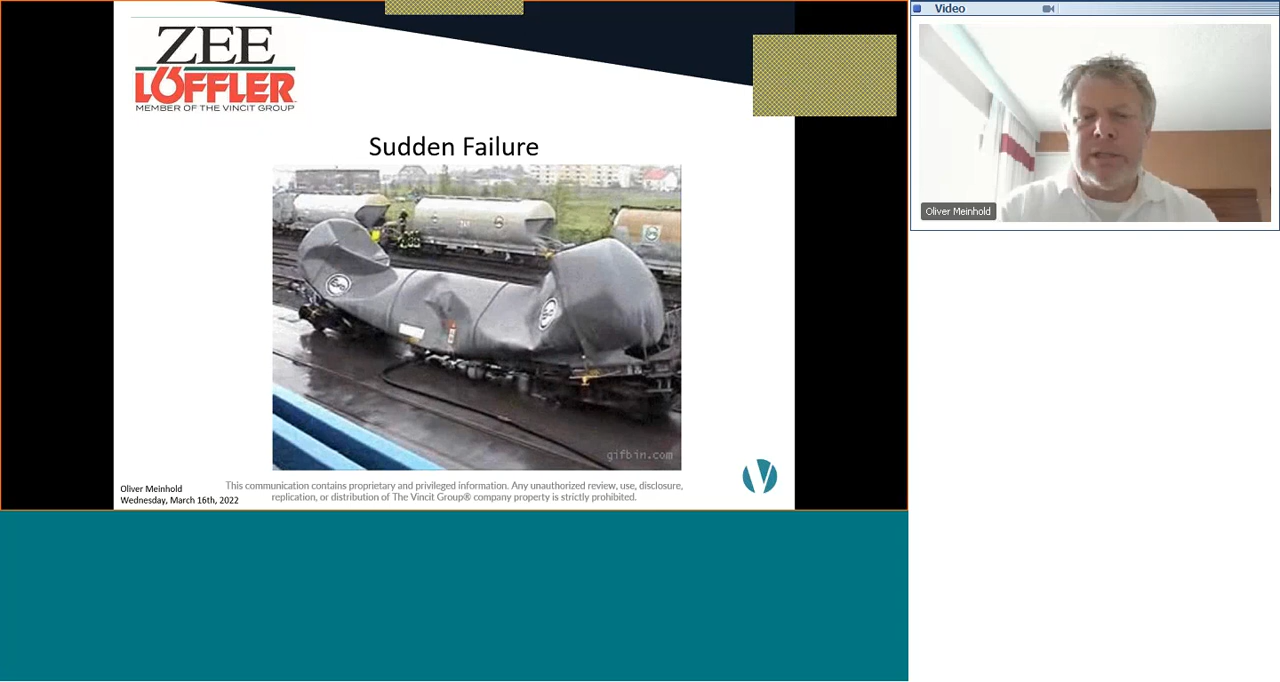 ZEE
LÖFFLER
MEMBER OF THE VINCIT GROUP
Sudden Failure
gifbin.com
Oliver Meinhold
Wednesday, March 16th, 2022
This communication contains proprietary and privileged information. Any unauthorized review, use, disclosure,
replication, or distribution of The Vincit Group® company property is strictly prohibited.
Video
Oliver Meinhold